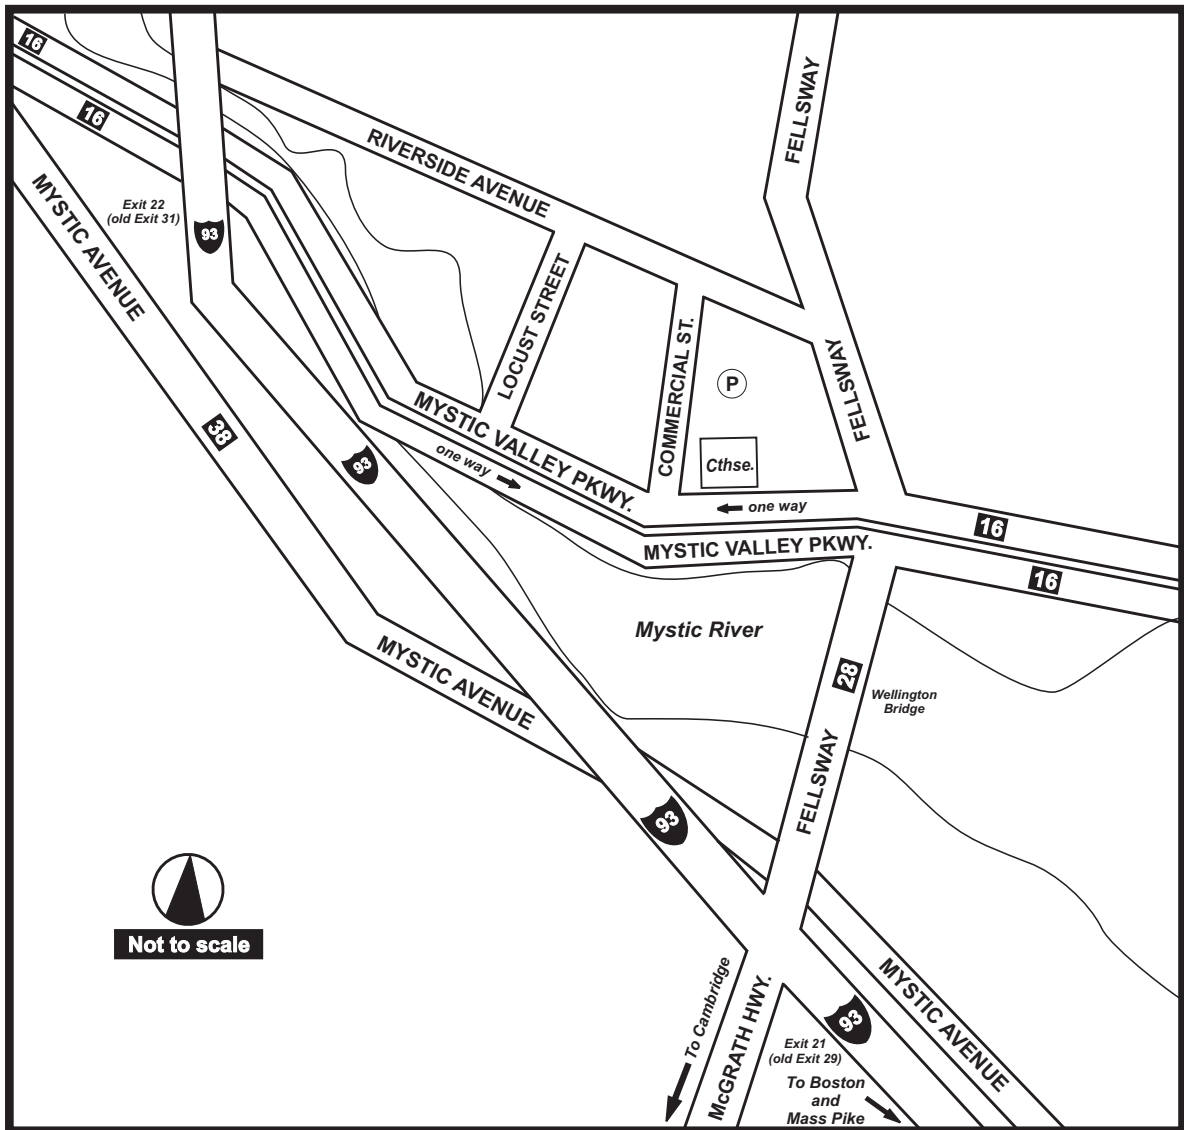 16
16
FELLSWAY
RIVERSIDE AVENUE
MYSTIC AVENUE
Exit 22
(old Exit 31)
93
LOCUST STREET
COMMERCIAL ST.
P
FELLSWAY
38
93
MYSTIC VALLEY PKWY.
one way
Cthse.
one way
16
MYSTIC VALLEY PKWY.
16
Mystic River
MYSTIC AVENUE
28
Wellington
Bridge
FELLSWAY
93
Not to scale
To Cambridge
McGRATH HWY.
MYSTIC AVENUE
93
Exit 21
(old Exit 29)
To Boston
and
Mass Pike